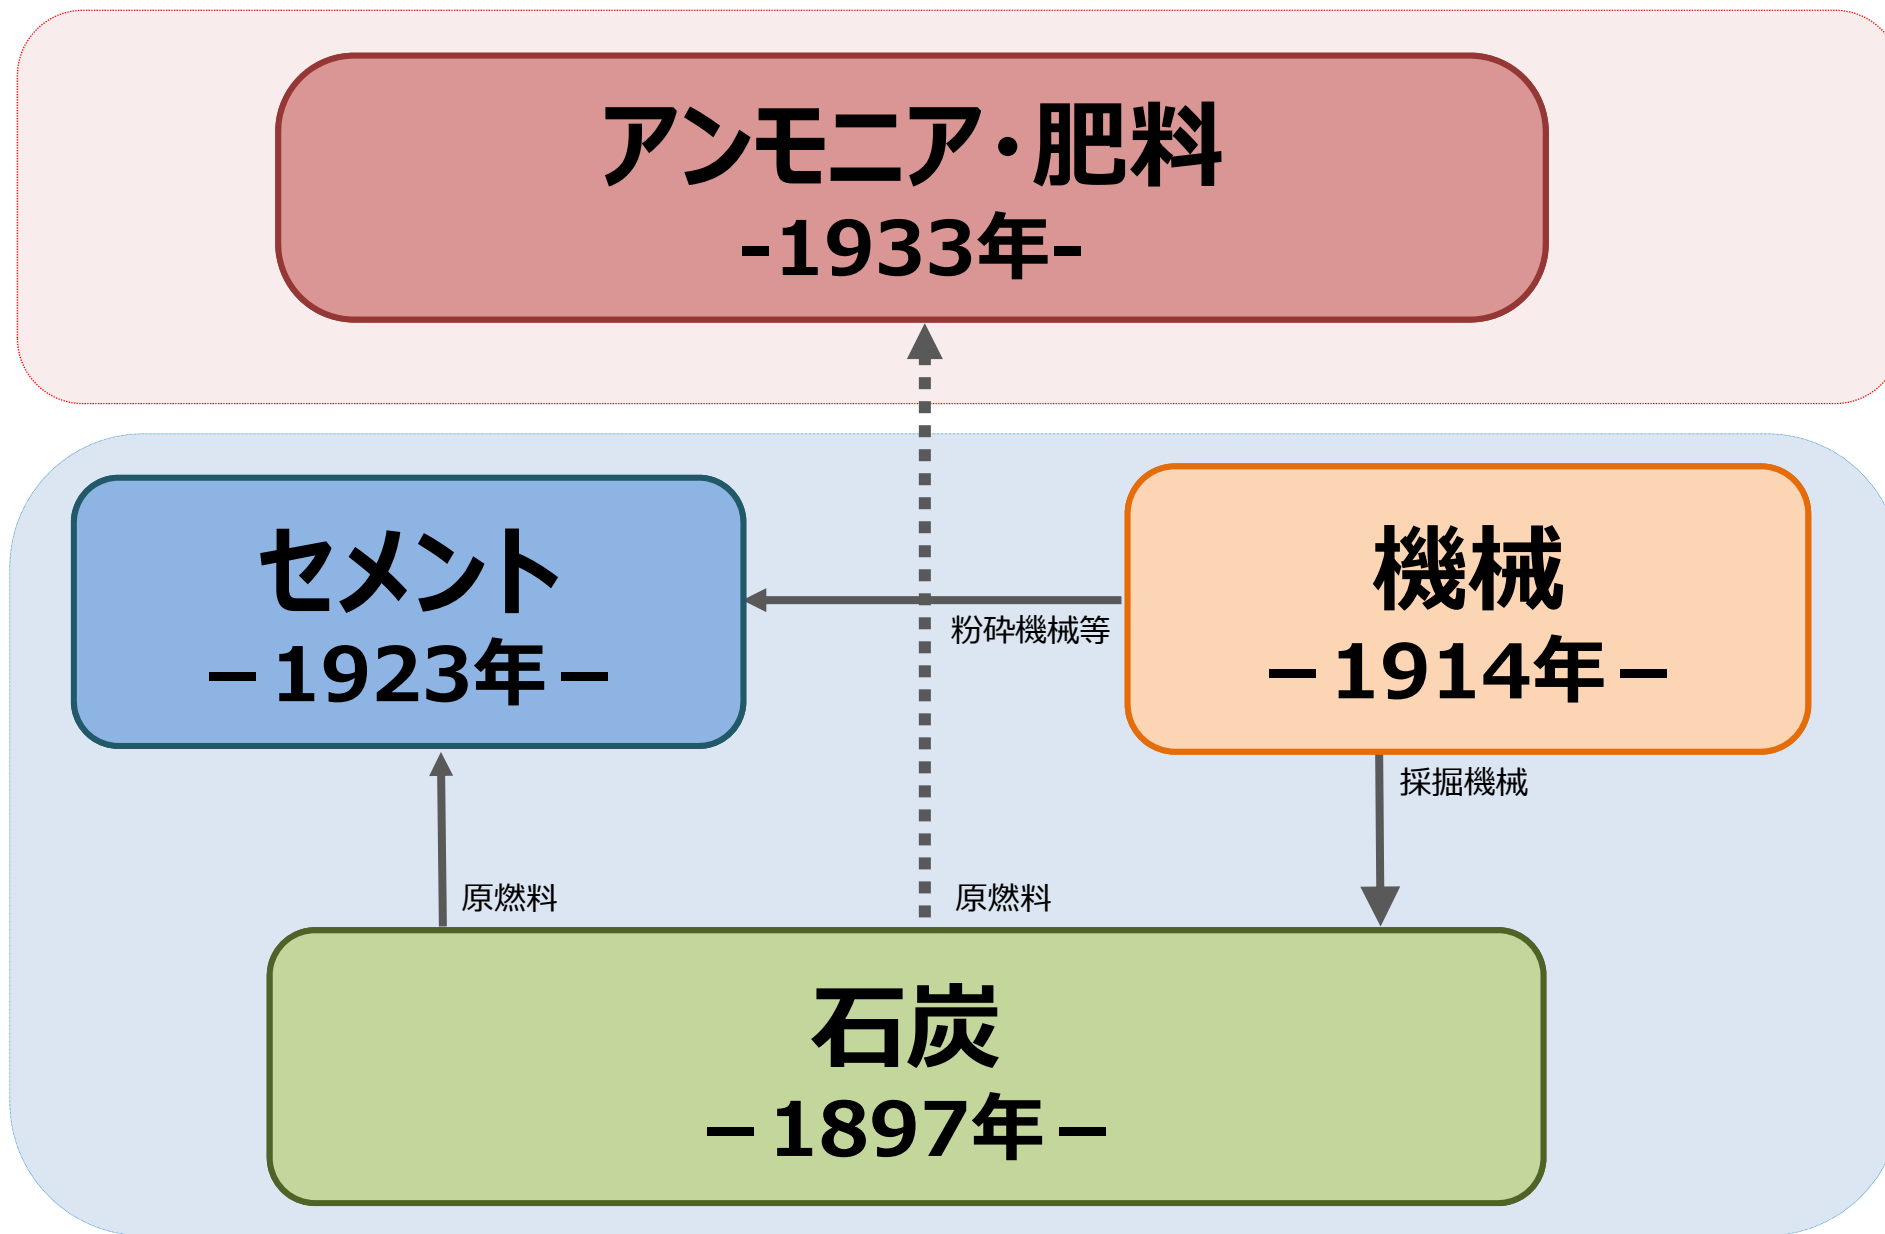 アンモニア・肥料
-1933年-
セメント
－1923年－
機械
－1914年－
粉砕機械等
採掘機械
原燃料
原燃料
石炭
－1897年－